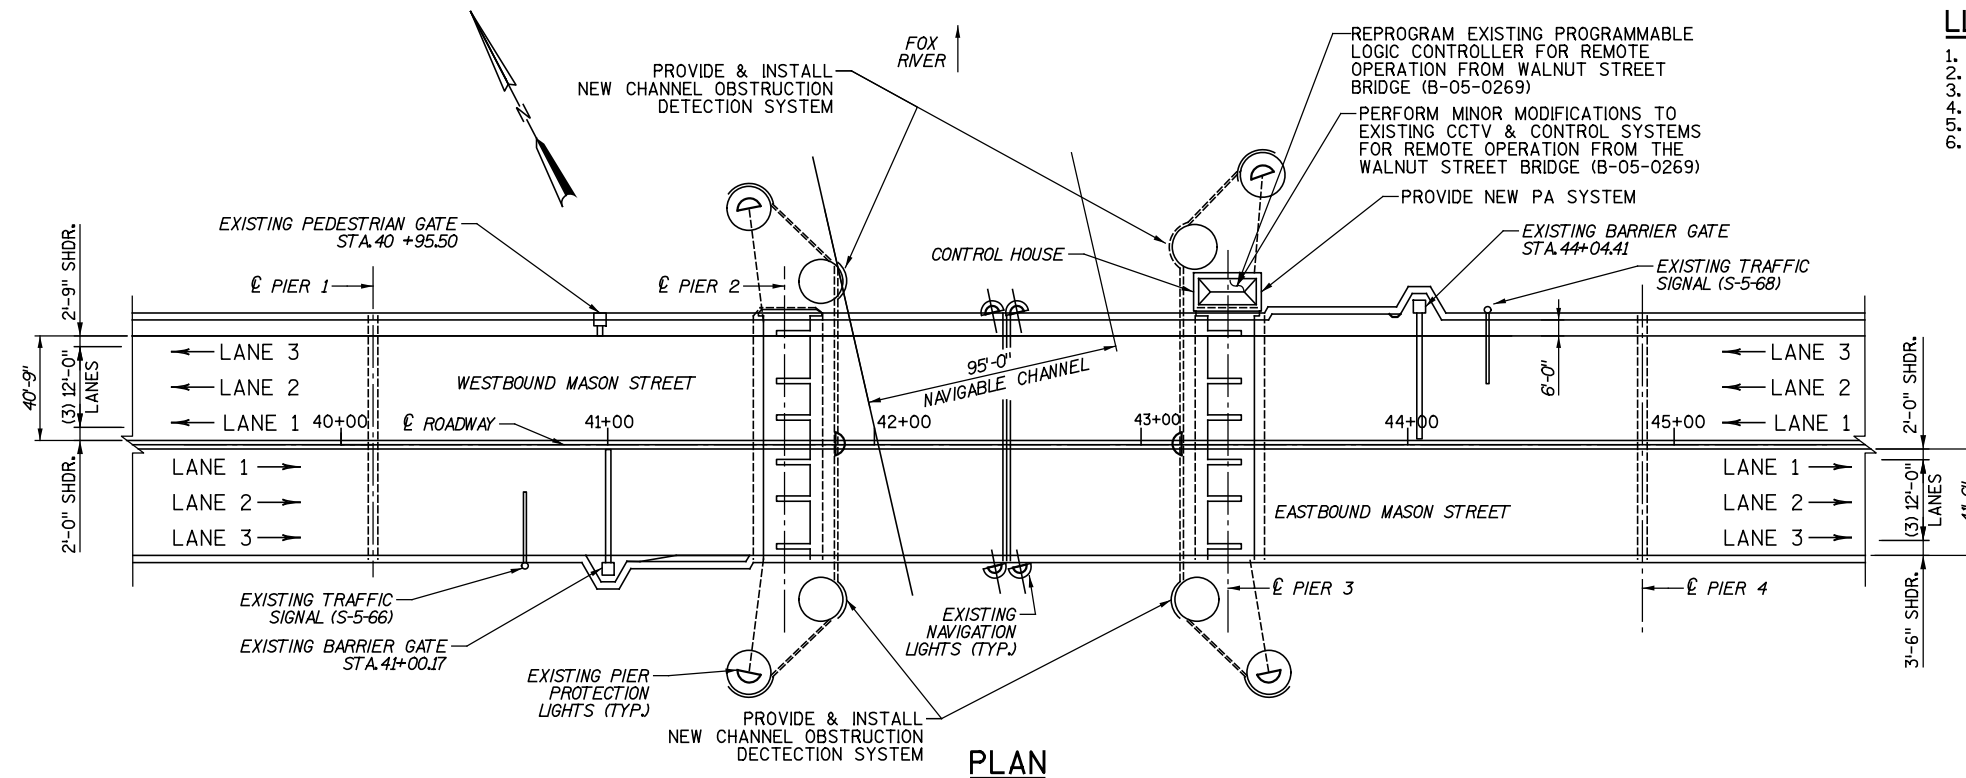 FOX
RIVER
PROVIDE & INSTALL
NEW CHANNEL OBSTRUCTION
DETECTION SYSTEM
REPROGRAM EXISTING PROGRAMMABLE
LOGIC CONTROLLER FOR REMOTE
OPERATION FROM WALNUT STREET
BRIDGE (B-05-0269)
PERFORM MINOR MODIFICATIONS TO
EXISTING CCTV & CONTROL SYSTEMS
FOR REMOTE OPERATION FROM THE
WALNUT STREET BRIDGE (B-05-0269)
PROVIDE NEW PA SYSTEM
1.
2.
3.
4.
5.
6.
N
EXISTING PEDESTRIAN GATE
STA. 40 +95.50
CONTROL HOUSE
EXISTING BARRIER GATE
STA. 44+04.41
EXISTING TRAFFIC
SIGNAL (S-5-68)
2'-9" SHDR.
℄ PIER 1
℄ PIER 2
40'-9"
(3) 12'-0"
LANES
LANE 3
LANE 2
LANE 1
WESTBOUND MASON STREET
95'-0"
NAVIGABLE CHANNEL
6'-0"
LANE 3
LANE 2
LANE 1
2'-0" SHDR.
40+00
℄ ROADWAY
41+00
42+00
43+00
44+00
45+00
2'-0" SHDR.
LANE 1
LANE 2
LANE 3
EASTBOUND MASON STREET
LANE 1
LANE 2
LANE 3
(3) 12'-0"
LANES
3'-6" SHDR.
EXISTING TRAFFIC
SIGNAL (S-5-66)
EXISTING BARRIER GATE
STA. 41+00.17
EXISTING PIER
PROTECTION
LIGHTS (TYP.)
EXISTING
NAVIGATION
LIGHTS (TYP.)
℄ PIER 3
℄ PIER 4
PROVIDE & INSTALL
NEW CHANNEL OBSTRUCTION
DECTECTION SYSTEM
PLAN